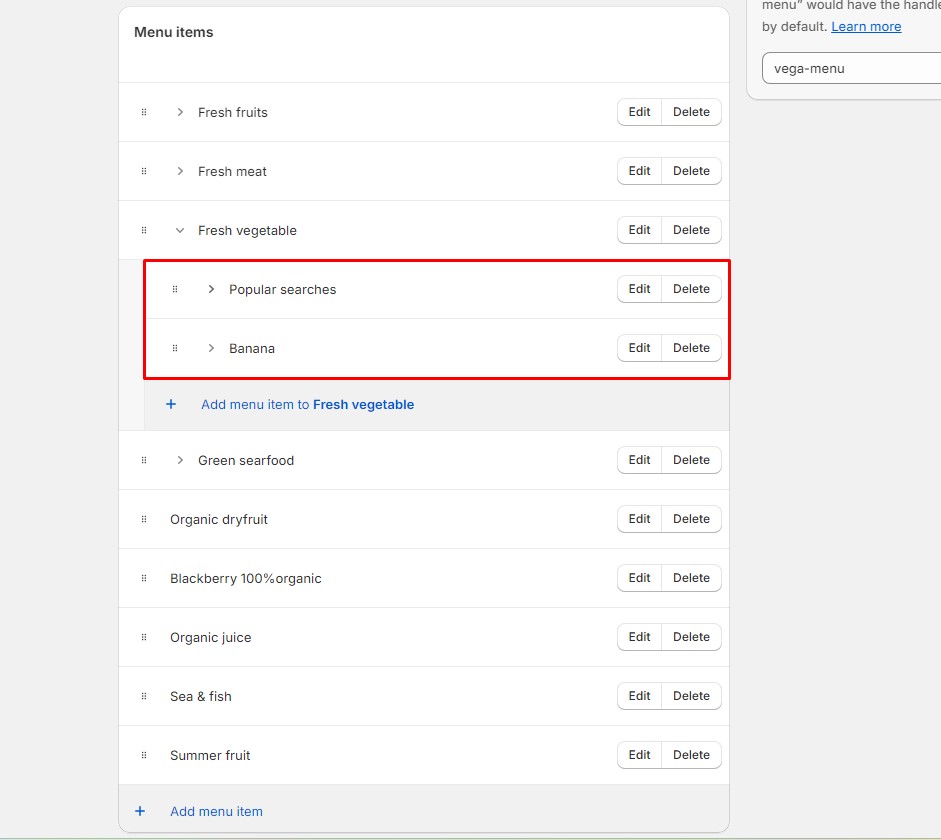 menu” would have the handle
by default. Learn more
vega-menu
Menu items
Fresh fruits Edit Delete
Fresh meat Edit Delete
Fresh vegetable Edit Delete
Popular searches Edit Delete
Banana Edit Delete
Add menu item to Fresh vegetable
Green searfood Edit Delete
Organic dryfruit Edit Delete
Blackberry 100%organic Edit Delete
Organic juice Edit Delete
Sea & fish Edit Delete
Summer fruit Edit Delete
Add menu item